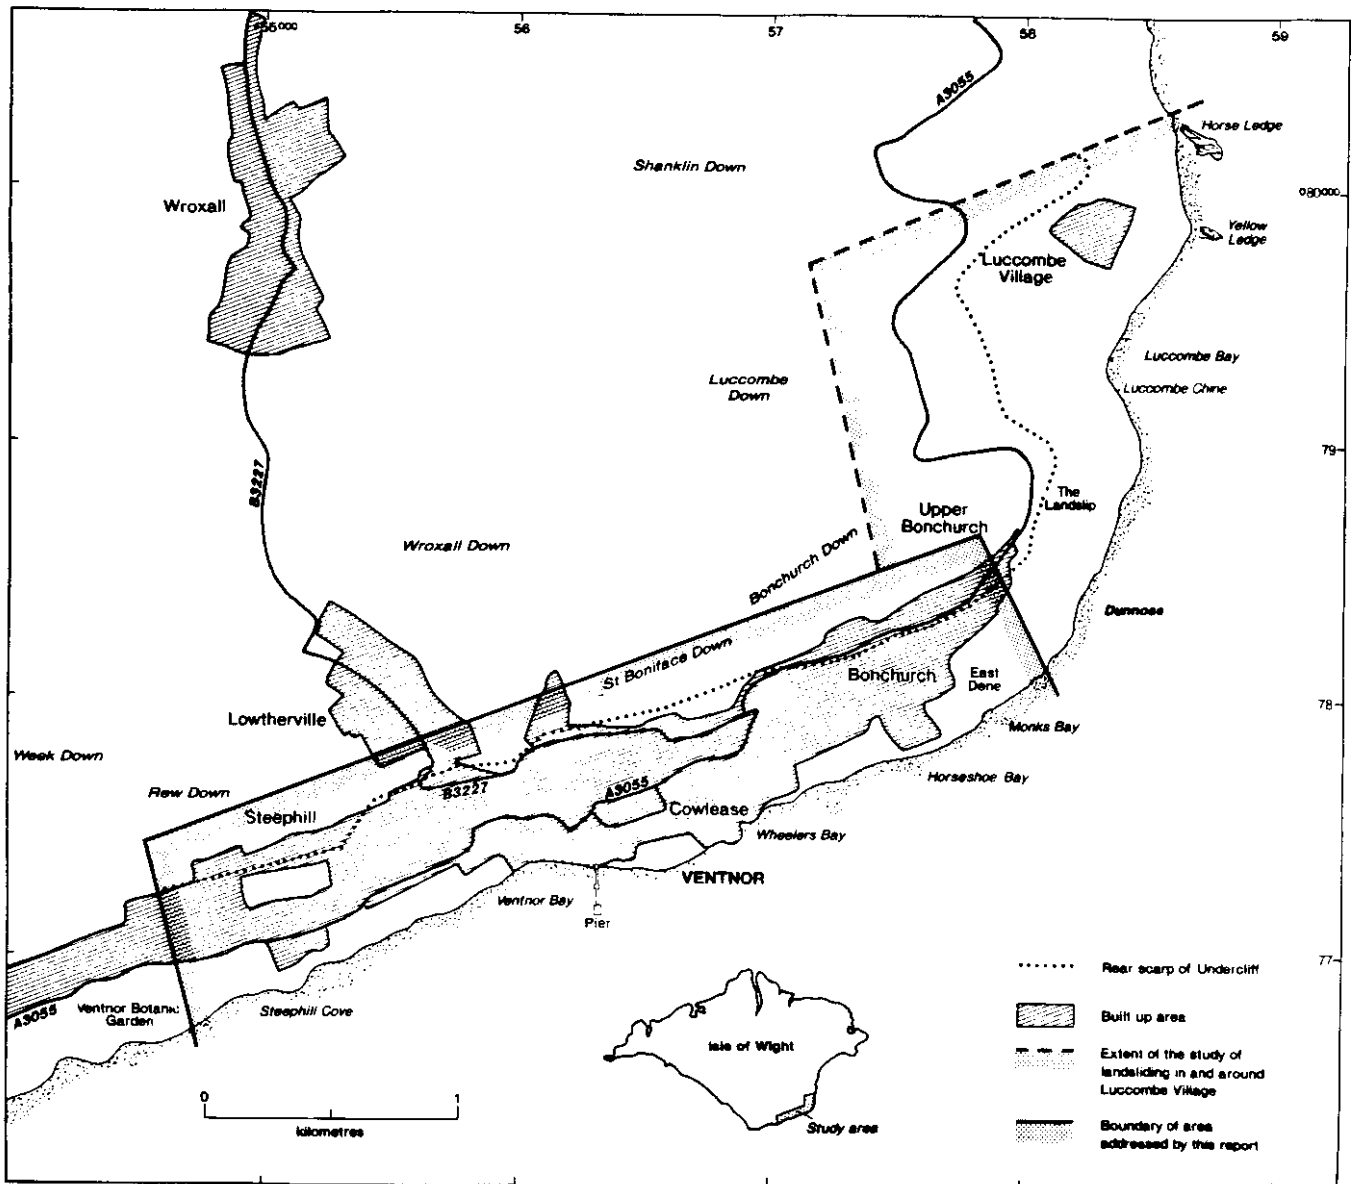 55000
56
57
58
59
A3055
Horse Ledge
Shanklin Down
080000
Wroxall
Yellow
Ledge
Luccombe
Village
Luccombe Bay
Luccombe
Down
Luccombe Chine
79
B3227
The
Landslip
Upper
Bonchurch
Wroxall Down
Bonchurch Down
Dunnose
St Boniface Down
Bonchurch
East
Dene
Lowtherville
78
Monks Bay
Week Down
Horseshoe Bay
Rew Down
B3227
A3055
Steephill
Cowlease
Wheelers Bay
VENTNOR
Ventnor Bay
Pier
77
Rear scarp of Undercliff
A3055
Ventnor Botanic
Garden
Steephill Cove
Built up area
Isle of Wight
Extent of the study of
landsliding in and around
Luccombe Village
0
1
kilometres
Study area
Boundary of area
addressed by this report